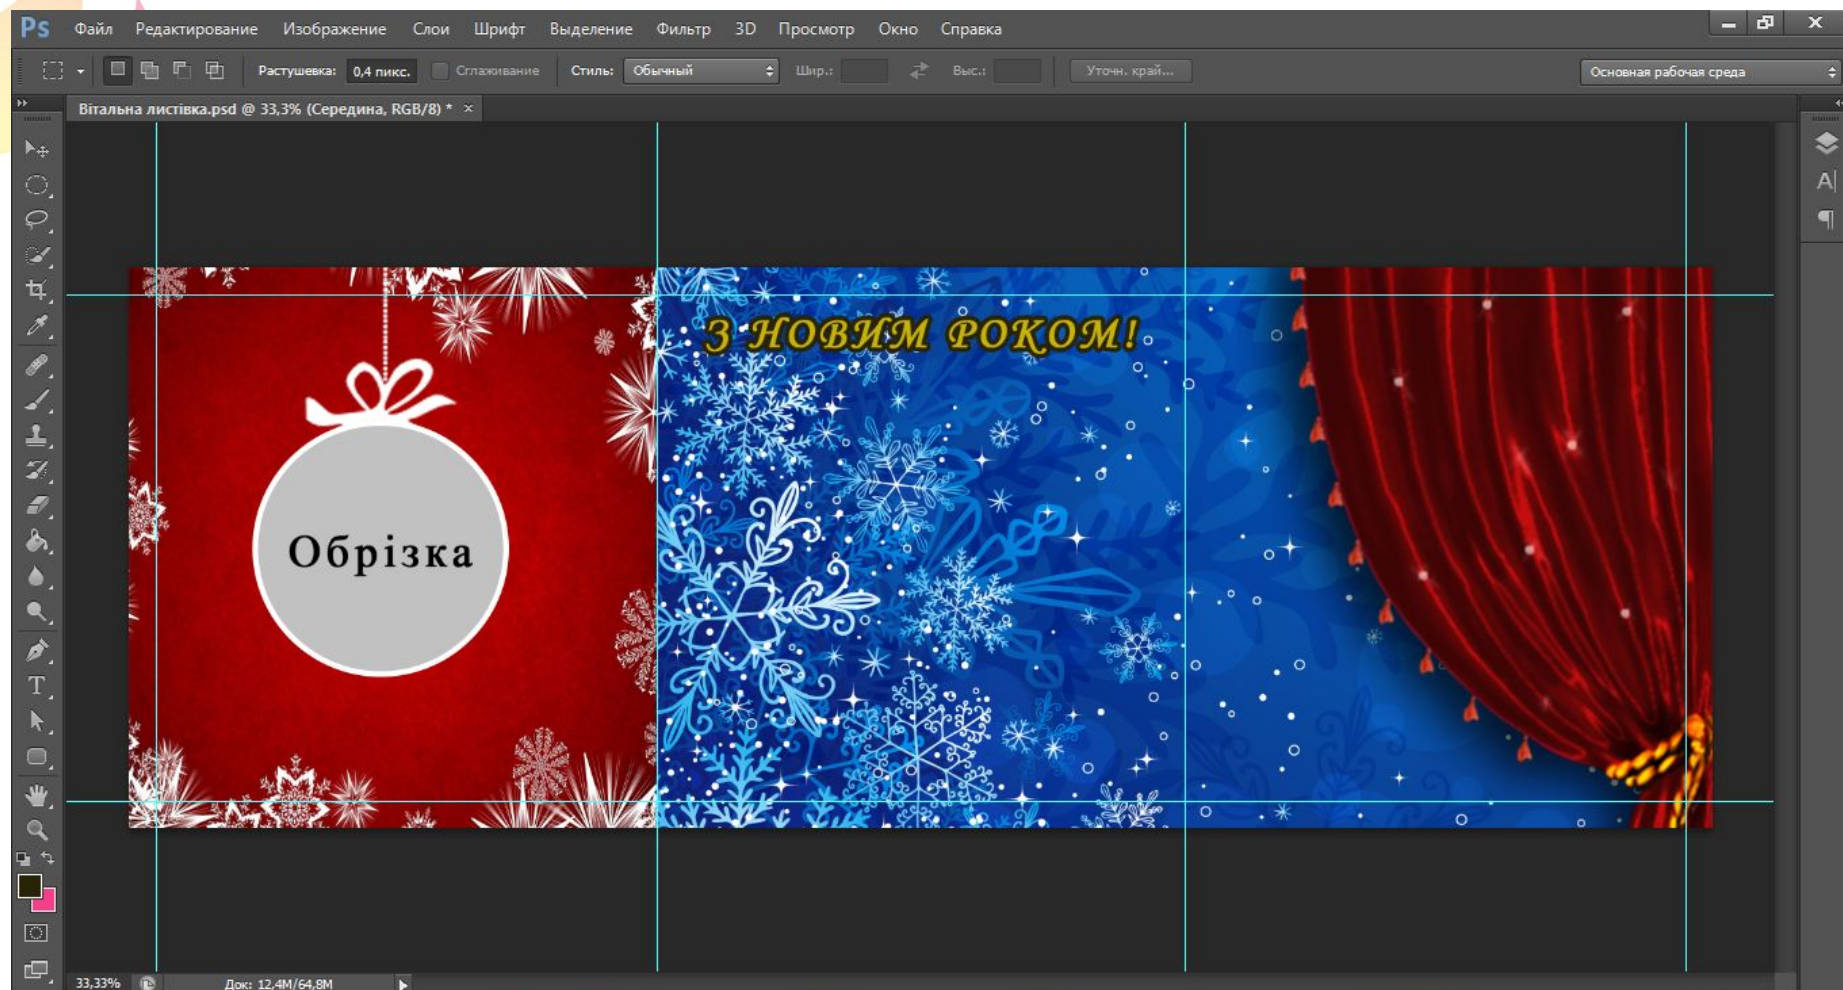 Ps Файл Редактирование Изображение Слои Шрифт Выделение Фильтр 3D Просмотр Окно Справка
Растушевка: 0,4 пикс. Сглаживание Стиль: Обычный Шир.: Выс.: Уточн. край... Основная рабочая среда
Вітальна листівка.psd @ 33,3% (Середина, RGB/8) * ×
З НОВИМ РОКОМ!
Обрізка
33,33% Док: 12,4M/64,8M